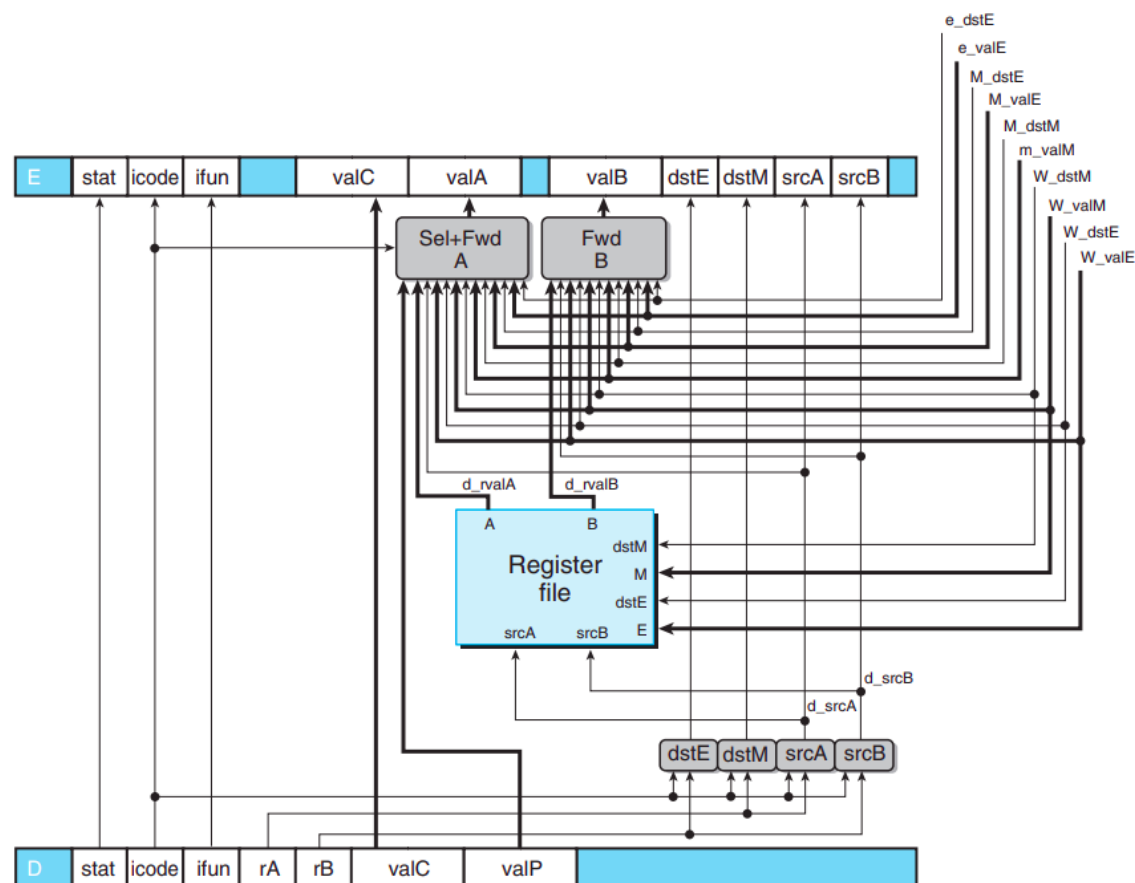 e_dstE
e_valE
M_dstE
M_valE
M_dstM
m_valM
W_dstM
W_valM
W_dstE
W_valE
E stat icode ifun valC valA valB dstE dstM srcA srcB
Sel+Fwd
A
Fwd
B
d_rvalA d_rvalB
A B
dstM
Register
M
file
dstE
srcA srcB E
d_srcB
d_srcA
dstE dstM srcA srcB
D stat icode ifun rA rB valC valP